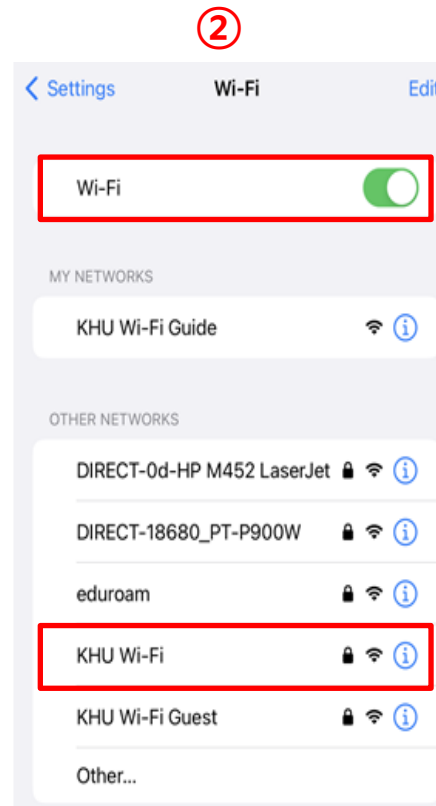 ②
Settings Wi-Fi Edit
Wi-Fi
MY NETWORKS
KHU Wi-Fi Guide
OTHER NETWORKS
DIRECT-0d-HP M452 LaserJet
DIRECT-18680_PT-P900W
eduroam
KHU Wi-Fi
KHU Wi-Fi Guest
Other...